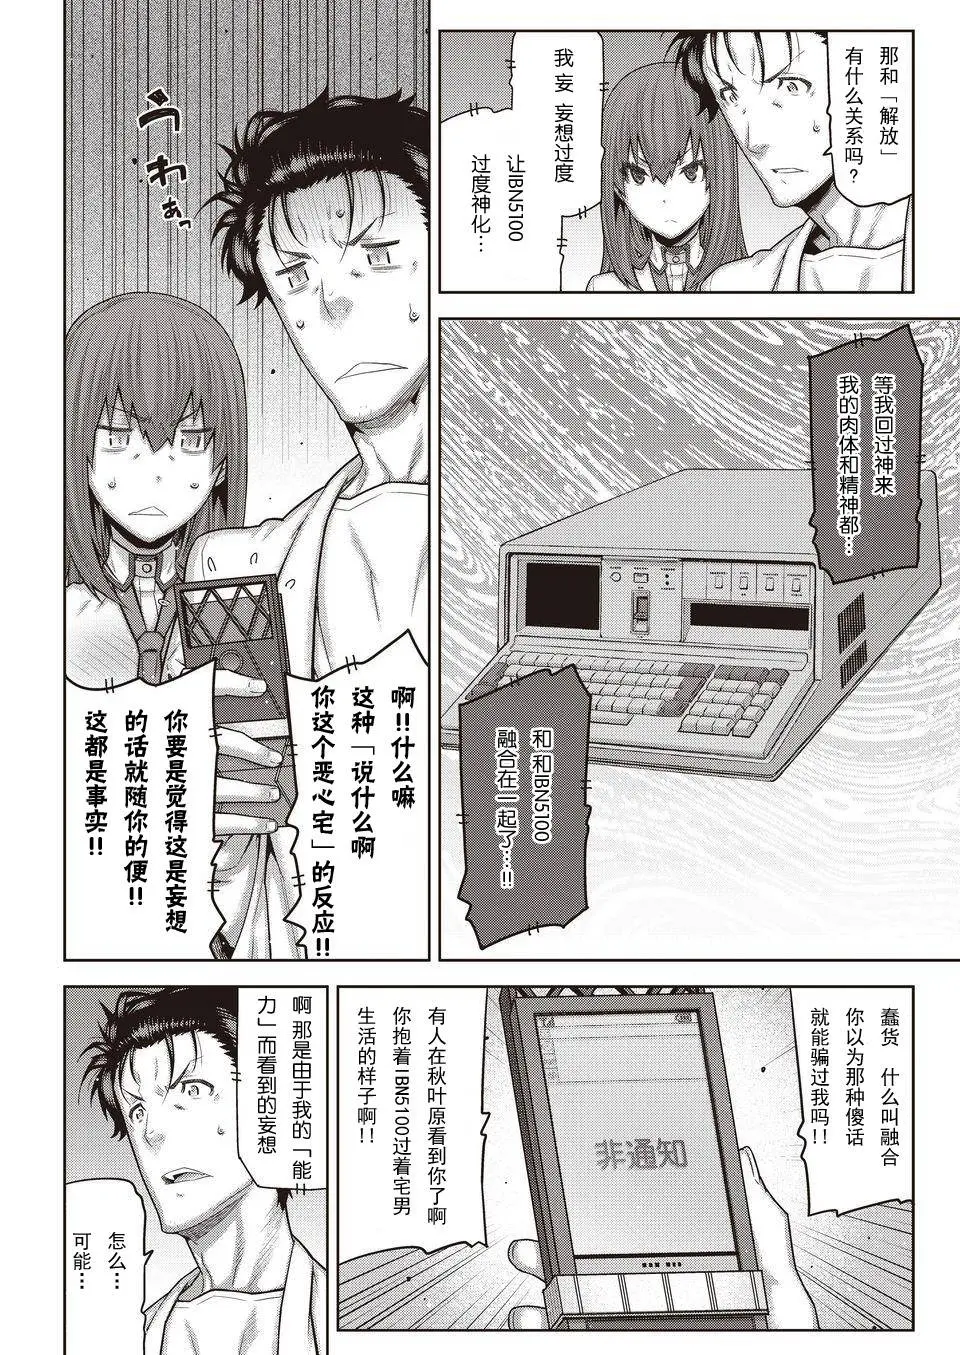 那和「解放」
有什么关系吗？
我 妄 妄想过度
让IBN5100
过度神化…
等我回过神来
我的肉体和精神都…
和 和IBN5100
融合在一起了…!!
うわぁっ
啊!!什么嘛
这种「说什么啊
你这个恶心宅」的反应!!
你要是觉得这是妄想
的话就随你的便!!
这都是事实!!
蠢货 什么叫融合
你以为那种傻话
就能骗过我吗!!
非通知
有人在秋叶原看到你了啊
你抱着IBN5100过着宅男
生活的样子啊!!
啊 那是由于我的「能
力」而看到的妄想
怎么…
可能…